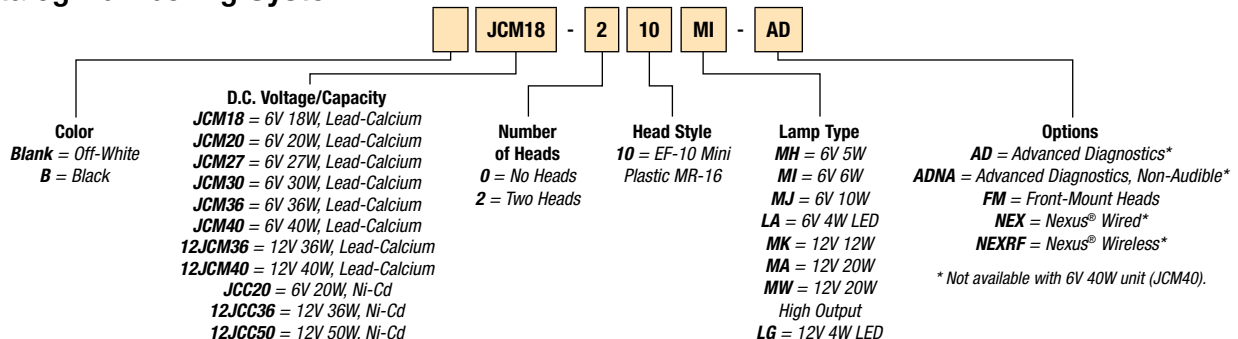 JCM18 - 2 10 MI - AD
Color
Blank = Off-White
B = Black
D.C. Voltage/Capacity
JCM18 = 6V 18W, Lead-Calcium
JCM20 = 6V 20W, Lead-Calcium
JCM27 = 6V 27W, Lead-Calcium
JCM30 = 6V 30W, Lead-Calcium
JCM36 = 6V 36W, Lead-Calcium
JCM40 = 6V 40W, Lead-Calcium
12JCM36 = 12V 36W, Lead-Calcium
12JCM40 = 12V 40W, Lead-Calcium
JCC20 = 6V 20W, Ni-Cd
12JCC36 = 12V 36W, Ni-Cd
12JCC50 = 12V 50W, Ni-Cd
Number
of Heads
0 = No Heads
2 = Two Heads
Head Style
10 = EF-10 Mini
Plastic MR-16
Lamp Type
MH = 6V 5W
MI = 6V 6W
MJ = 6V 10W
LA = 6V 4W LED
MK = 12V 12W
MA = 12V 20W
MW = 12V 20W
High Output
LG = 12V 4W LED
Options
AD = Advanced Diagnostics*
ADNA = Advanced Diagnostics, Non-Audible*
FM = Front-Mount Heads
NEX = Nexus® Wired*
NEXRF = Nexus® Wireless*
* Not available with 6V 40W unit (JCM40).